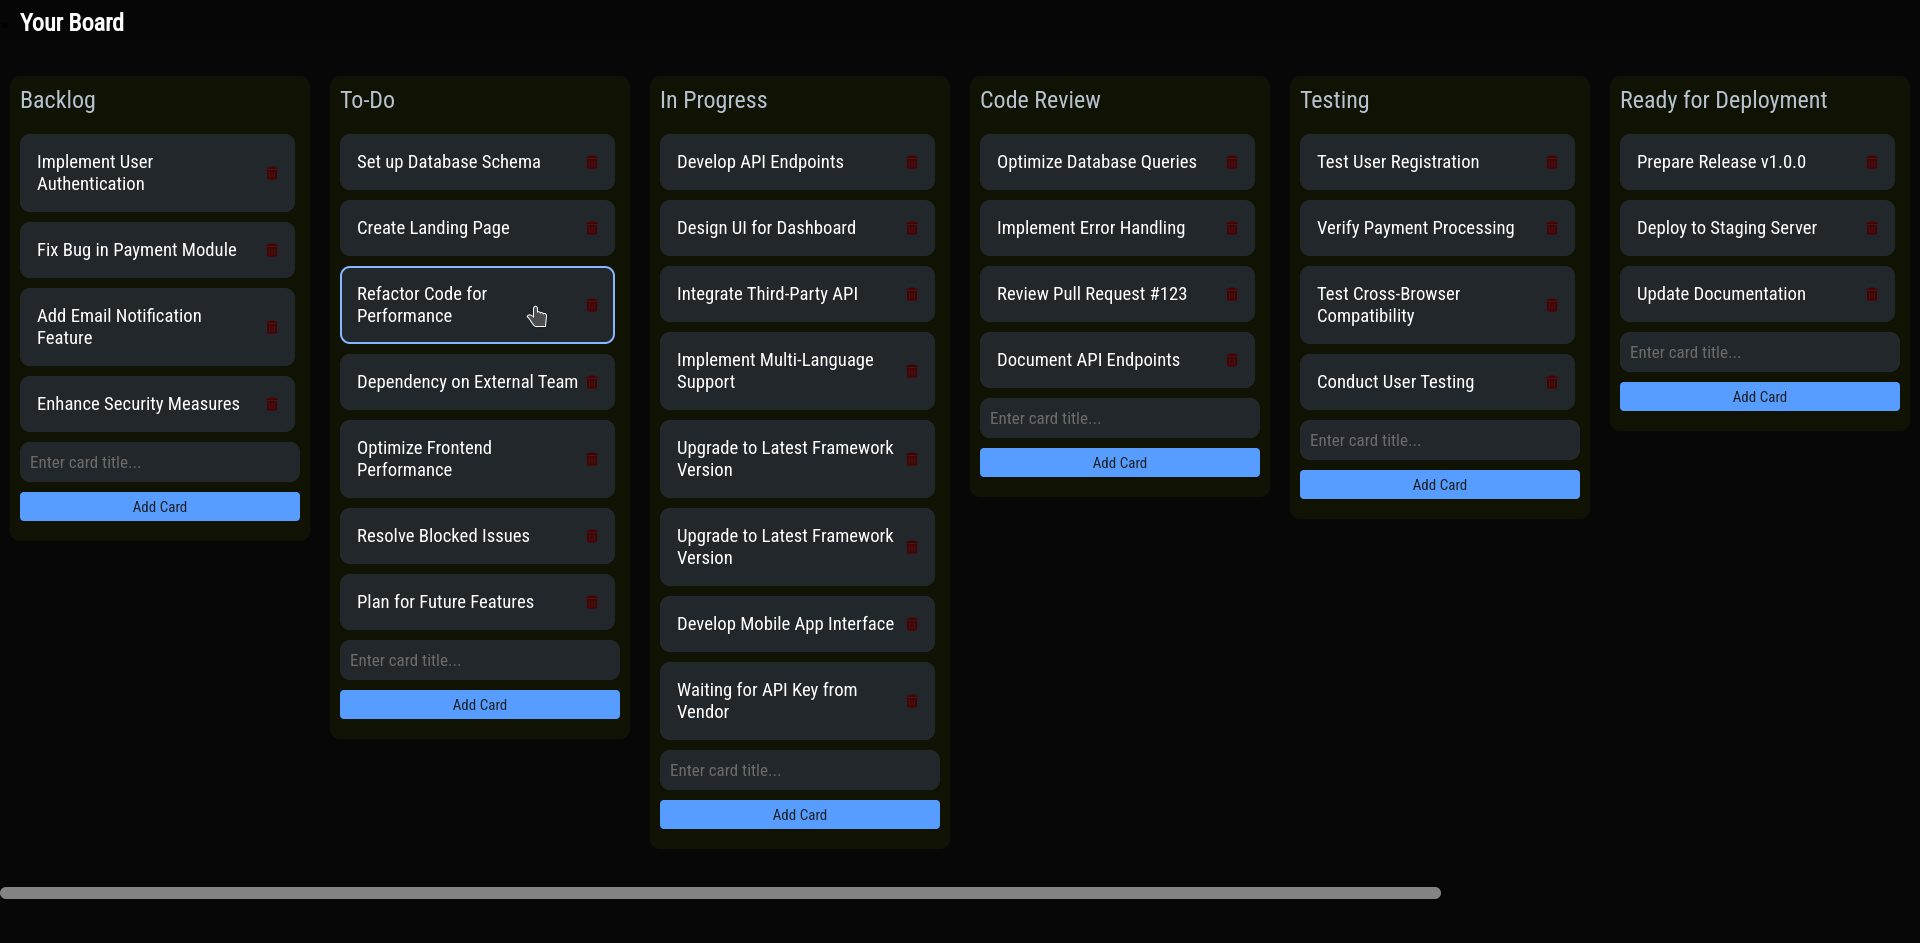 Your Board
Backlog
Implement User
Authentication
Fix Bug in Payment Module
Add Email Notification
Feature
Enhance Security Measures
Enter card title...
Add Card
To-Do
Set up Database Schema
Create Landing Page
Refactor Code for
Performance
Dependency on External Team
Optimize Frontend
Performance
Resolve Blocked Issues
Plan for Future Features
Enter card title...
Add Card
In Progress
Develop API Endpoints
Design UI for Dashboard
Integrate Third-Party API
Implement Multi-Language
Support
Upgrade to Latest Framework
Version
Upgrade to Latest Framework
Version
Develop Mobile App Interface
Waiting for API Key from
Vendor
Enter card title...
Add Card
Code Review
Optimize Database Queries
Implement Error Handling
Review Pull Request #123
Document API Endpoints
Enter card title...
Add Card
Testing
Test User Registration
Verify Payment Processing
Test Cross-Browser
Compatibility
Conduct User Testing
Enter card title...
Add Card
Ready for Deployment
Prepare Release v1.0.0
Deploy to Staging Server
Update Documentation
Enter card title...
Add Card